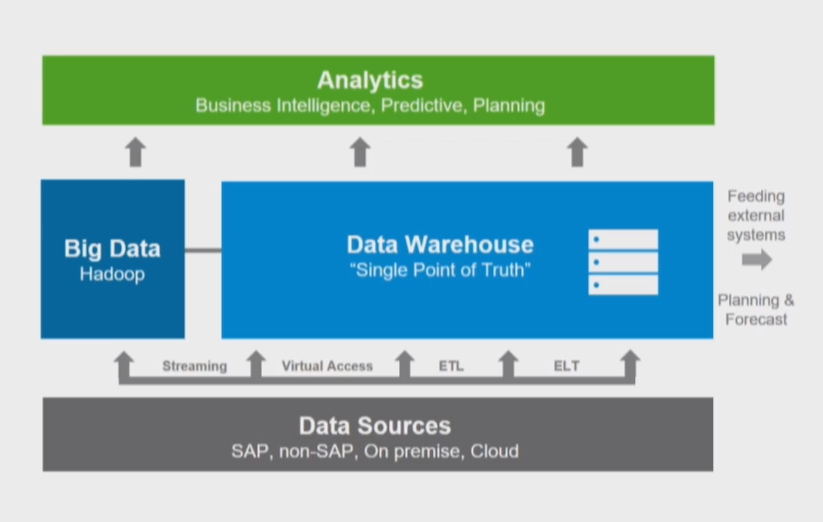 Analytics
Business Intelligence, Predictive, Planning
Big Data
Hadoop
Data Warehouse
“Single Point of Truth”
Feeding
external
systems
Planning &
Forecast
Streaming
Virtual Access
ETL
ELT
Data Sources
SAP, non-SAP, On premise, Cloud